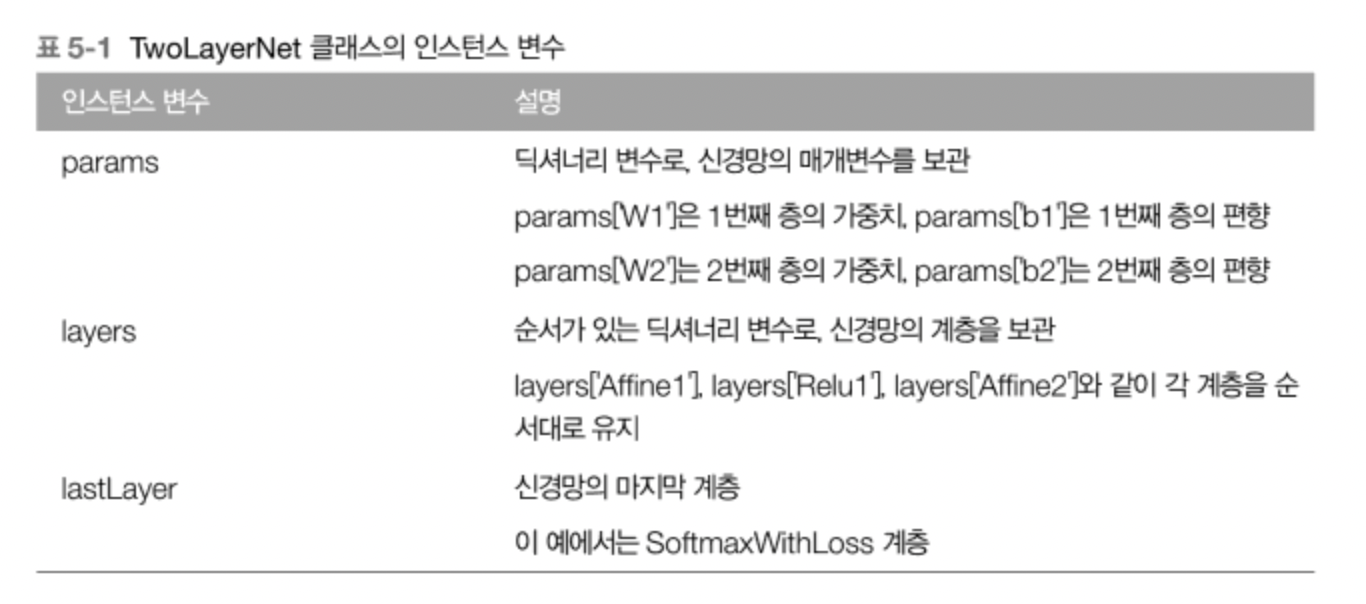 표 5-1 TwoLayerNet 클래스의 인스턴스 변수
인스턴스 변수 설명
params 딕셔너리 변수로, 신경망의 매개변수를 보관
params['W1']은 1번째 층의 가중치, params['b1']은 1번째 층의 편향
params['W2']는 2번째 층의 가중치, params['b2']는 2번째 층의 편향
layers 순서가 있는 딕셔너리 변수로, 신경망의 계층을 보관
layers['Affine1'], layers['Relu1'], layers['Affine2']와 같이 각 계층을 순
서대로 유지
lastLayer 신경망의 마지막 계층
이 예에서는 SoftmaxWithLoss 계층